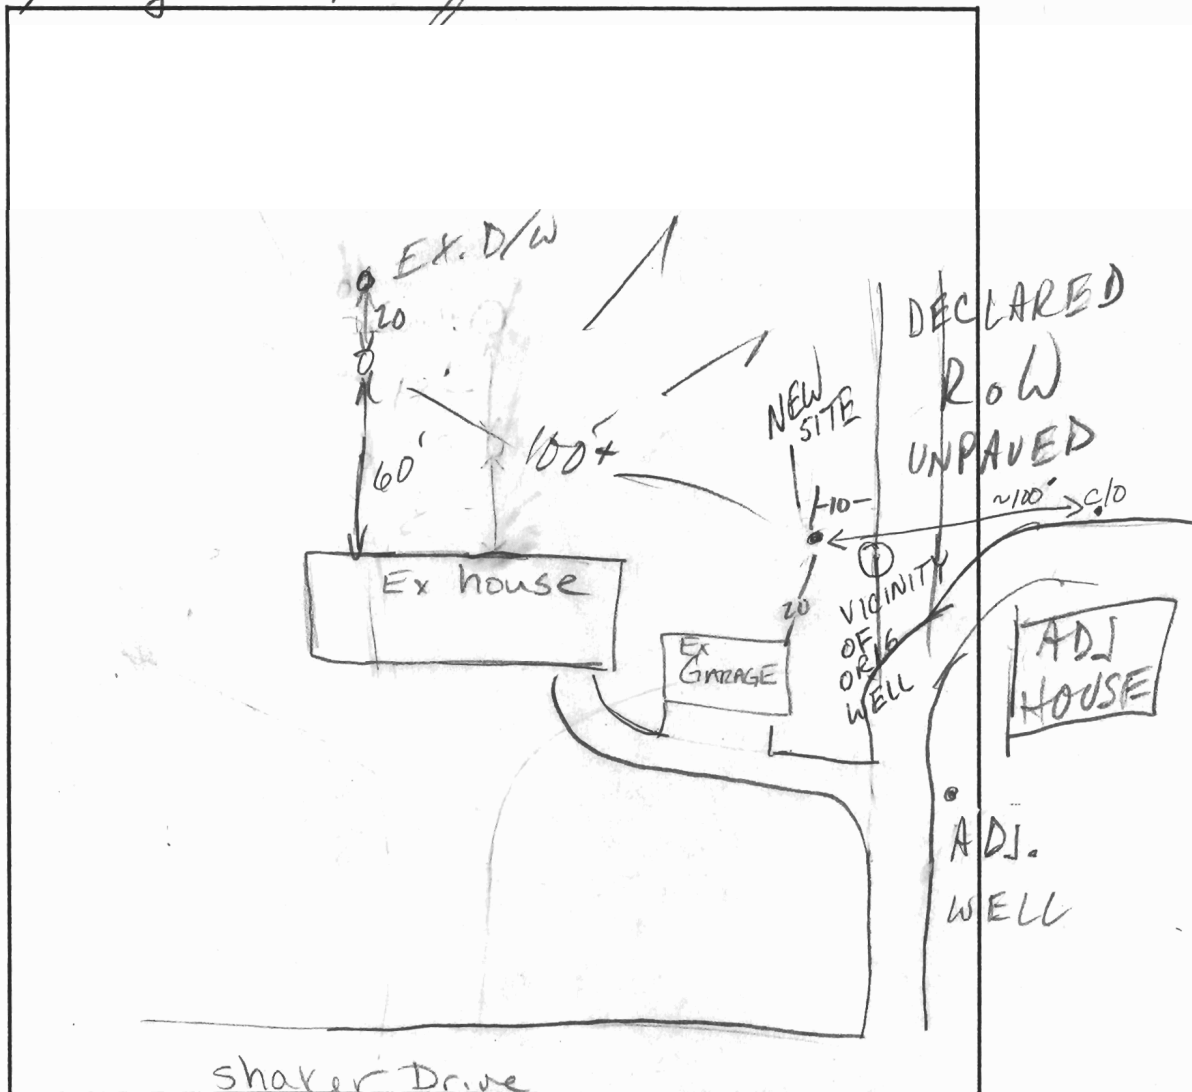 EX. D/W
20
60'
100'+
Ex house
NEW
SITE
10
20
Ex
GARAGE
DECLARED
RoW
UNPAVED
~100'
C/O
VICINITY
OF
ORIG
WELL
ADJ
HOUSE
ADJ.
WELL
Shaker Drive